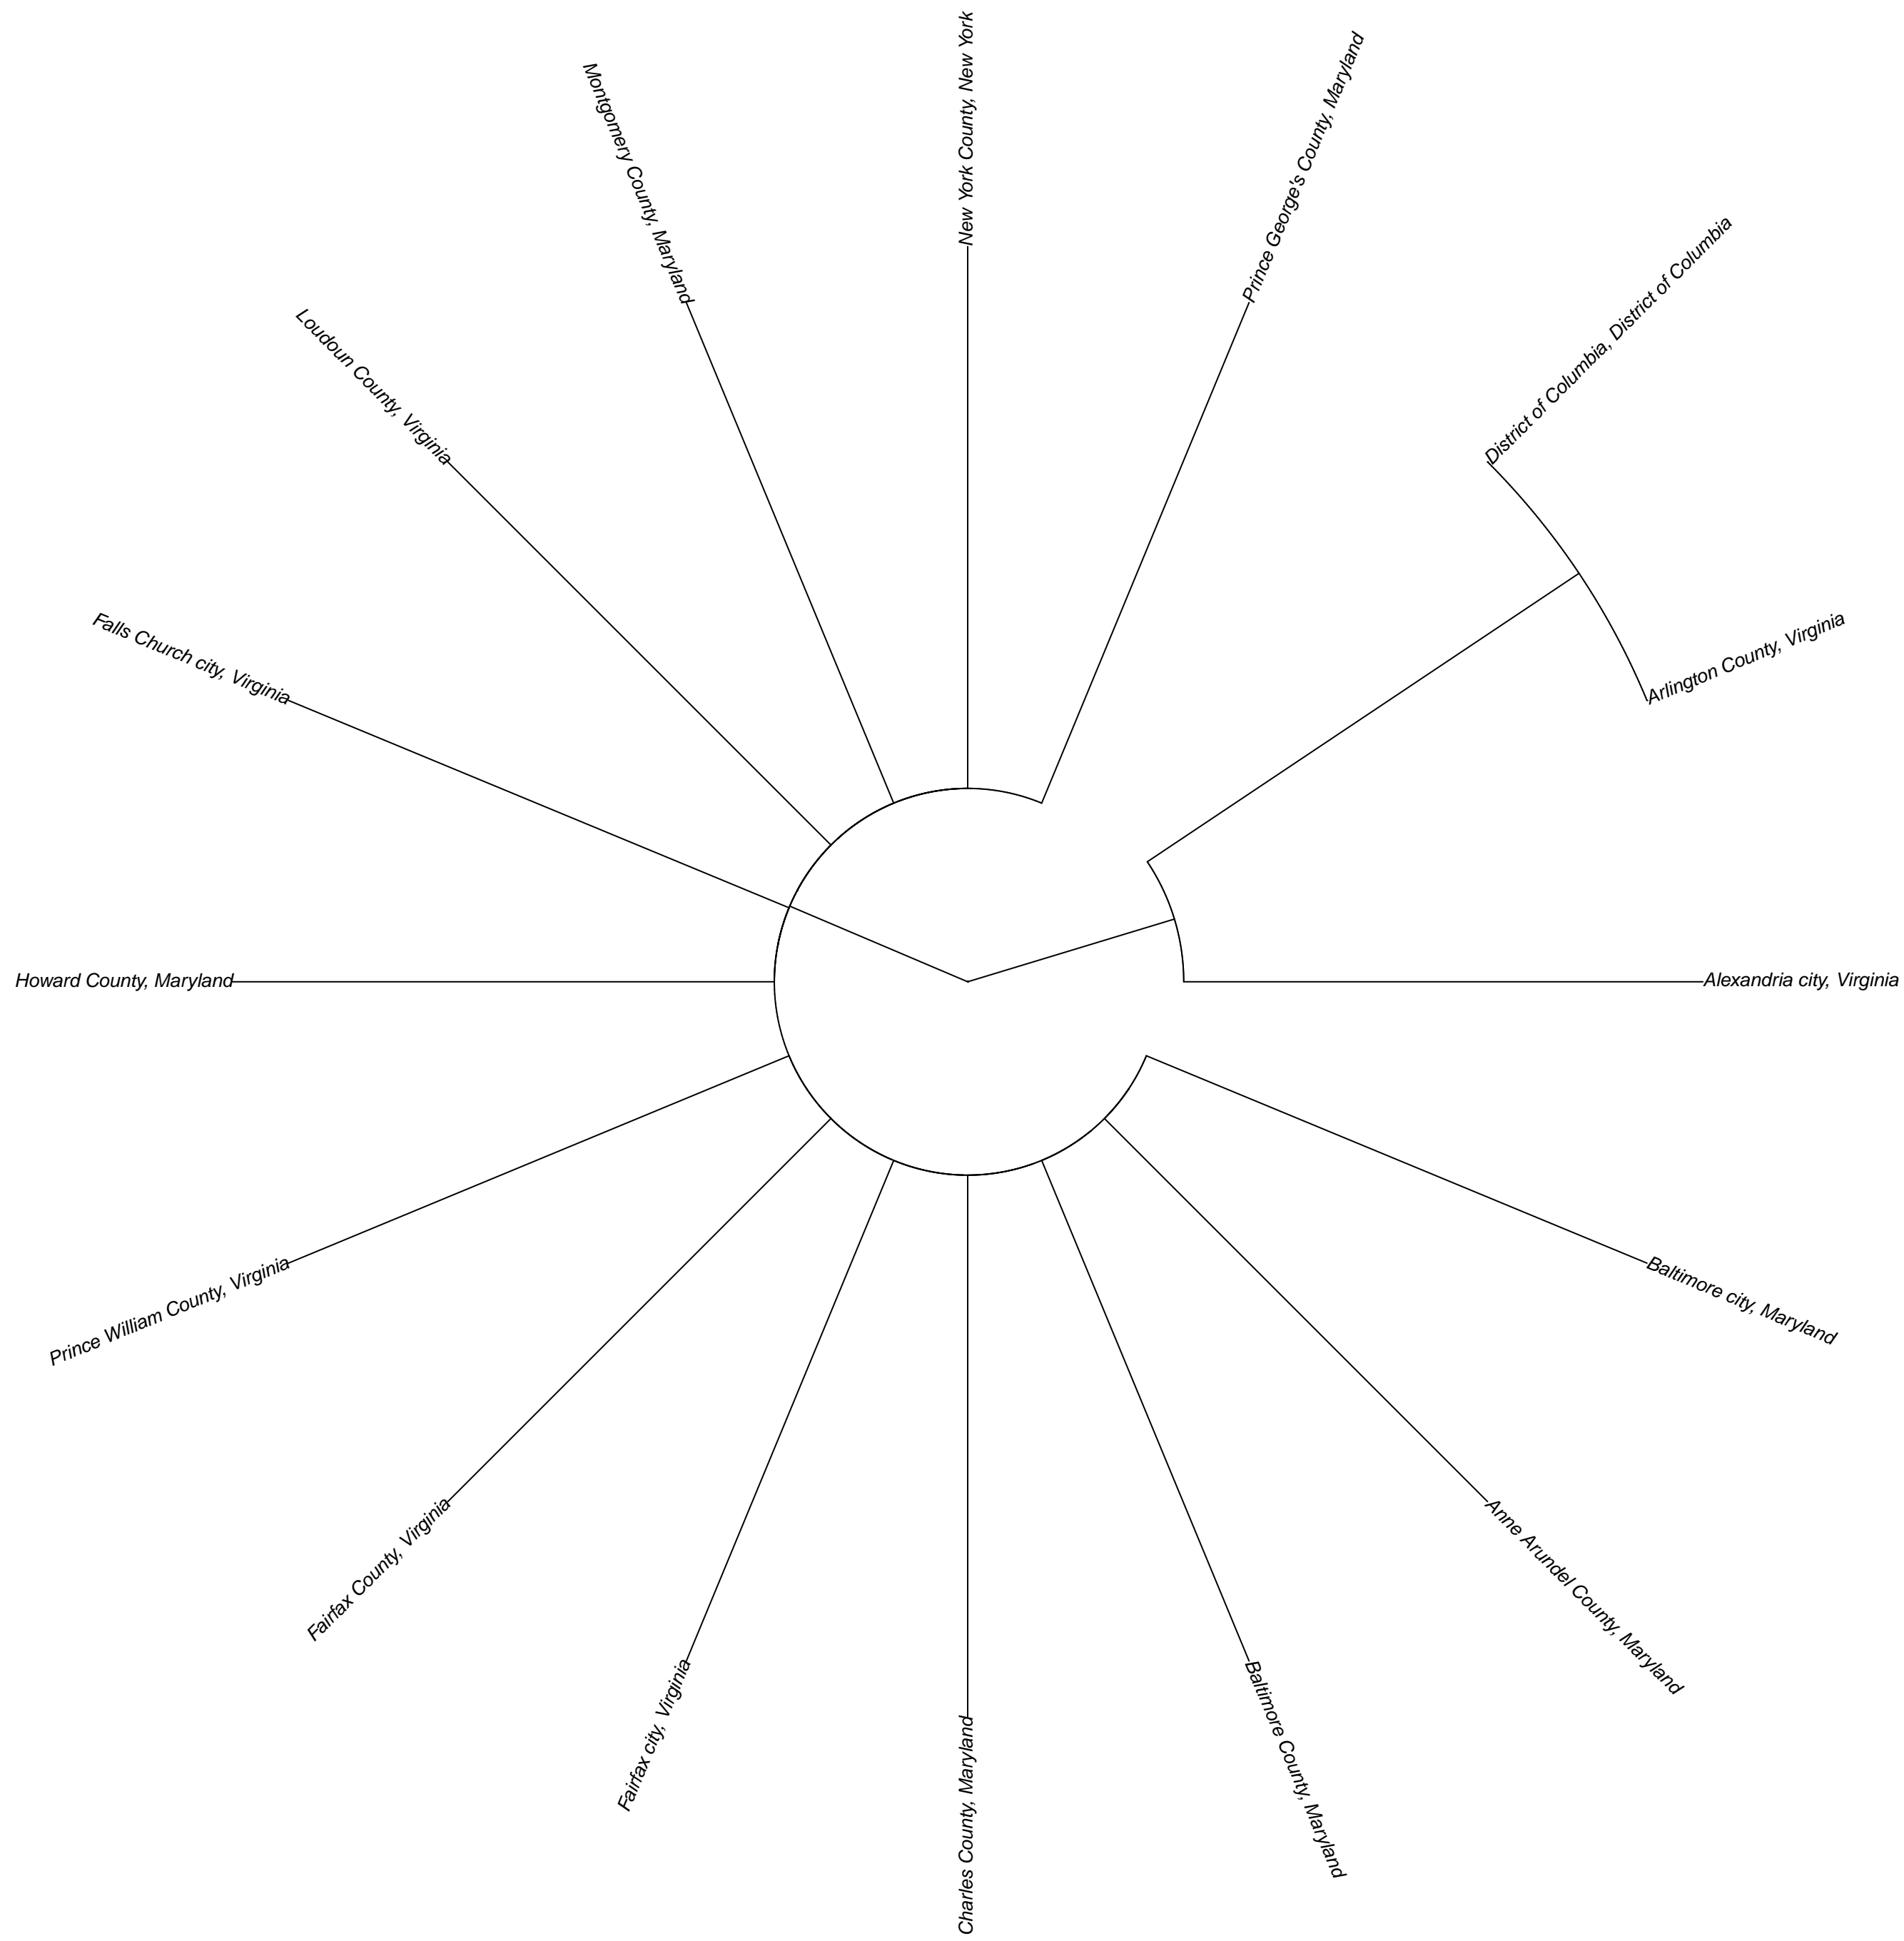 New York County, New York
Prince George's County, Maryland
Montgomery County, Maryland
District of Columbia, District of Columbia
Loudoun County, Virginia
Falls Church city, Virginia
Arlington County, Virginia
Howard County, Maryland
Alexandria city, Virginia
Prince William County, Virginia
Baltimore city, Maryland
Fairfax County, Virginia
Anne Arundel County, Maryland
Fairfax city, Virginia
Baltimore County, Maryland
Charles County, Maryland